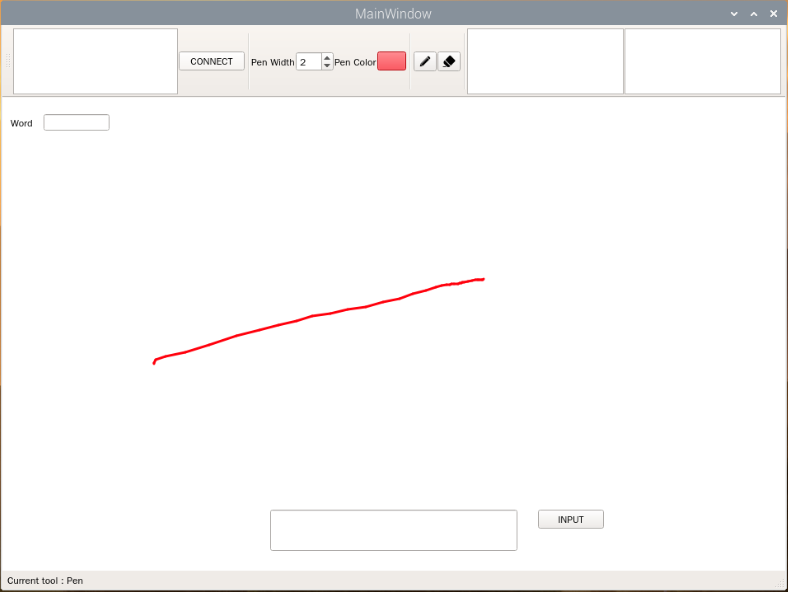 MainWindow
CONNECT Pen Width 2 Pen Color
Word
INPUT
Current tool : Pen